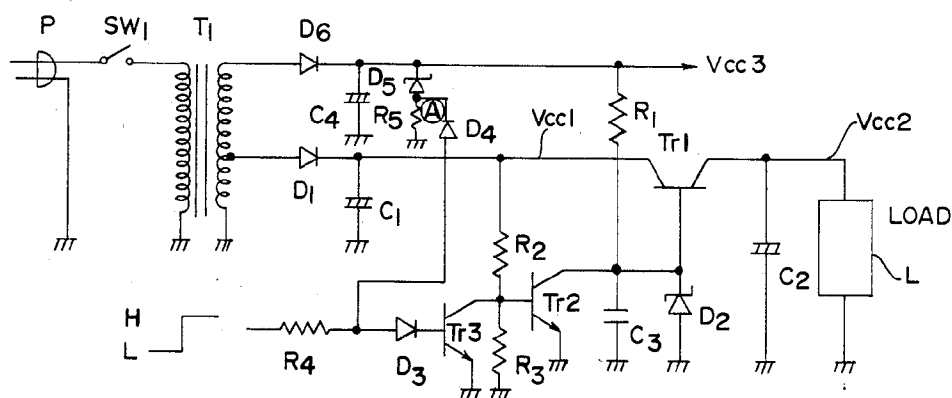 P SW1 T1 D6
Vcc3
D5
C4 R5 A D4 R1
Vcc1 Tr1 Vcc2
D1 C1
R2 LOAD
C2 L
H Tr2
L R4 D3 Tr3 R3 C3 D2